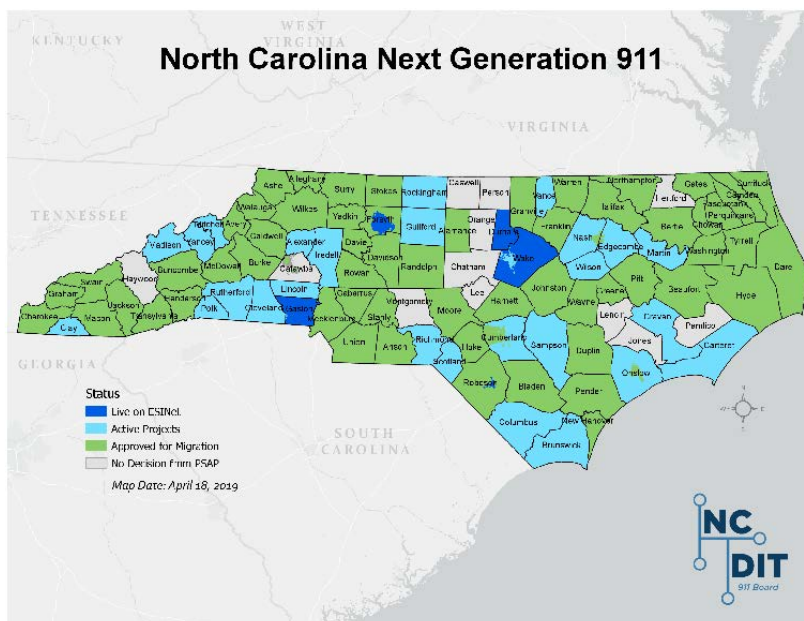 KENTUCKY
WEST
VIRGINIA
North Carolina Next Generation 911
VIRGINIA
TENNESSEE
GEORGIA
SOUTH
CAROLINA
Ashe
Alleghany
Surry
Stokes
Rockingham
Caswell
Person
Vance
Warren
Northampton
Gates
Hertford
Halifax
Granville
Camden
Perquimans
Chowan
Watauga
Wilkes
Yadkin
Forsyth
Guilford
Alamance
Orange
Durham
Franklin
Nash
Edgecombe
Bertie
Martin
Washington
Tyrrell
Dare
Avery
Yancey
Madison
Caldwell
Alexander
Iredell
Davie
Davidson
Randolph
Chatham
Wake
Wilson
Pitt
Beaufort
Hyde
Haywood
Buncombe
McDowell
Burke
Catawba
Rowan
Swain
Graham
Cherokee
Clay
Macon
Jackson
Transylvania
Henderson
Polk
Rutherford
Cleveland
Lincoln
Gaston
Mecklenburg
Cabarrus
Stanly
Montgomery
Moore
Lee
Harnett
Johnston
Wayne
Greene
Lenoir
Craven
Pamlico
Jones
Carteret
Onslow
Duplin
Sampson
Cumberland
Hoke
Richmond
Scotland
Union
Anson
Robeson
Bladen
Pender
New Hanover
Columbus
Brunswick
Status
Live on ESINet
Active Projects
Approved for Migration
No Decision from PSAP
Map Date: April 18, 2019
NC
DIT
911 Board